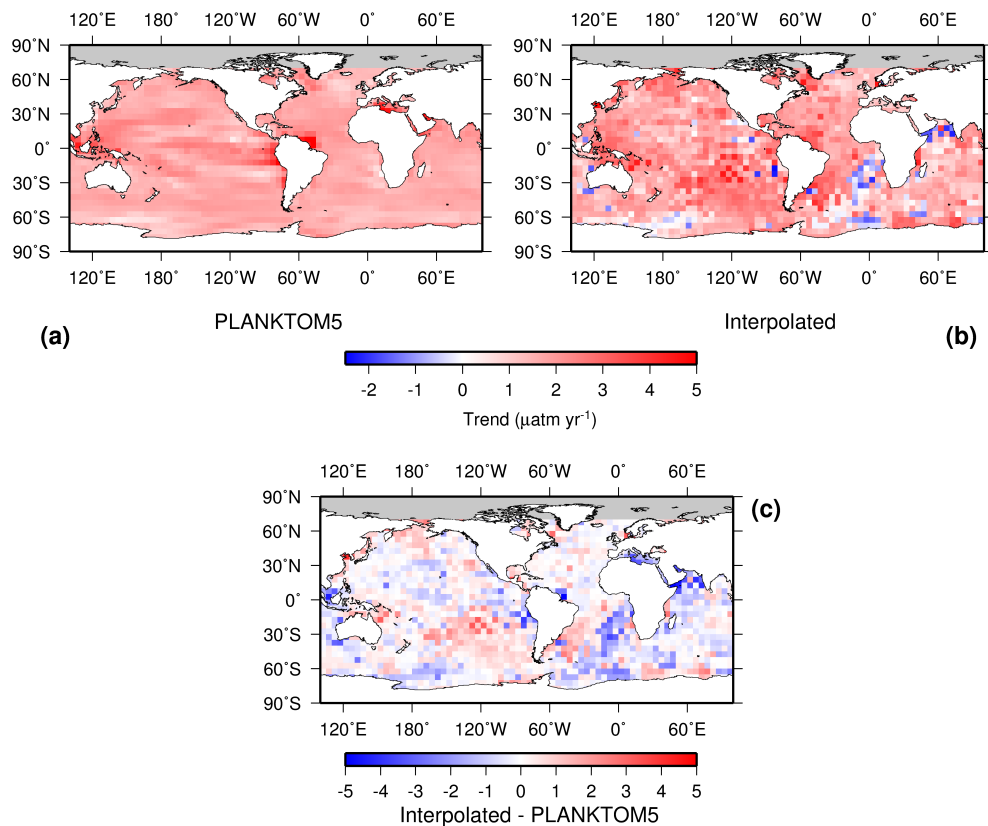 120˚E 180˚ 120˚W 60˚W 0˚ 60˚E
120˚E 180˚ 120˚W 60˚W 0˚ 60˚E
90˚N
60˚N
30˚N
0˚
30˚S
60˚S
90˚S
90˚N
60˚N
30˚N
0˚
30˚S
60˚S
90˚S
120˚E 180˚ 120˚W 60˚W 0˚ 60˚E
120˚E 180˚ 120˚W 60˚W 0˚ 60˚E
(a)
PLANKTOM5
Interpolated
(b)
-2 -1 0 1 2 3 4 5
Trend (µatm yr-1)
120˚E 180˚ 120˚W 60˚W 0˚ 60˚E
90˚N
60˚N
30˚N
0˚
30˚S
60˚S
90˚S
(c)
120˚E 180˚ 120˚W 60˚W 0˚ 60˚E
-5 -4 -3 -2 -1 0 1 2 3 4 5
Interpolated - PLANKTOM5